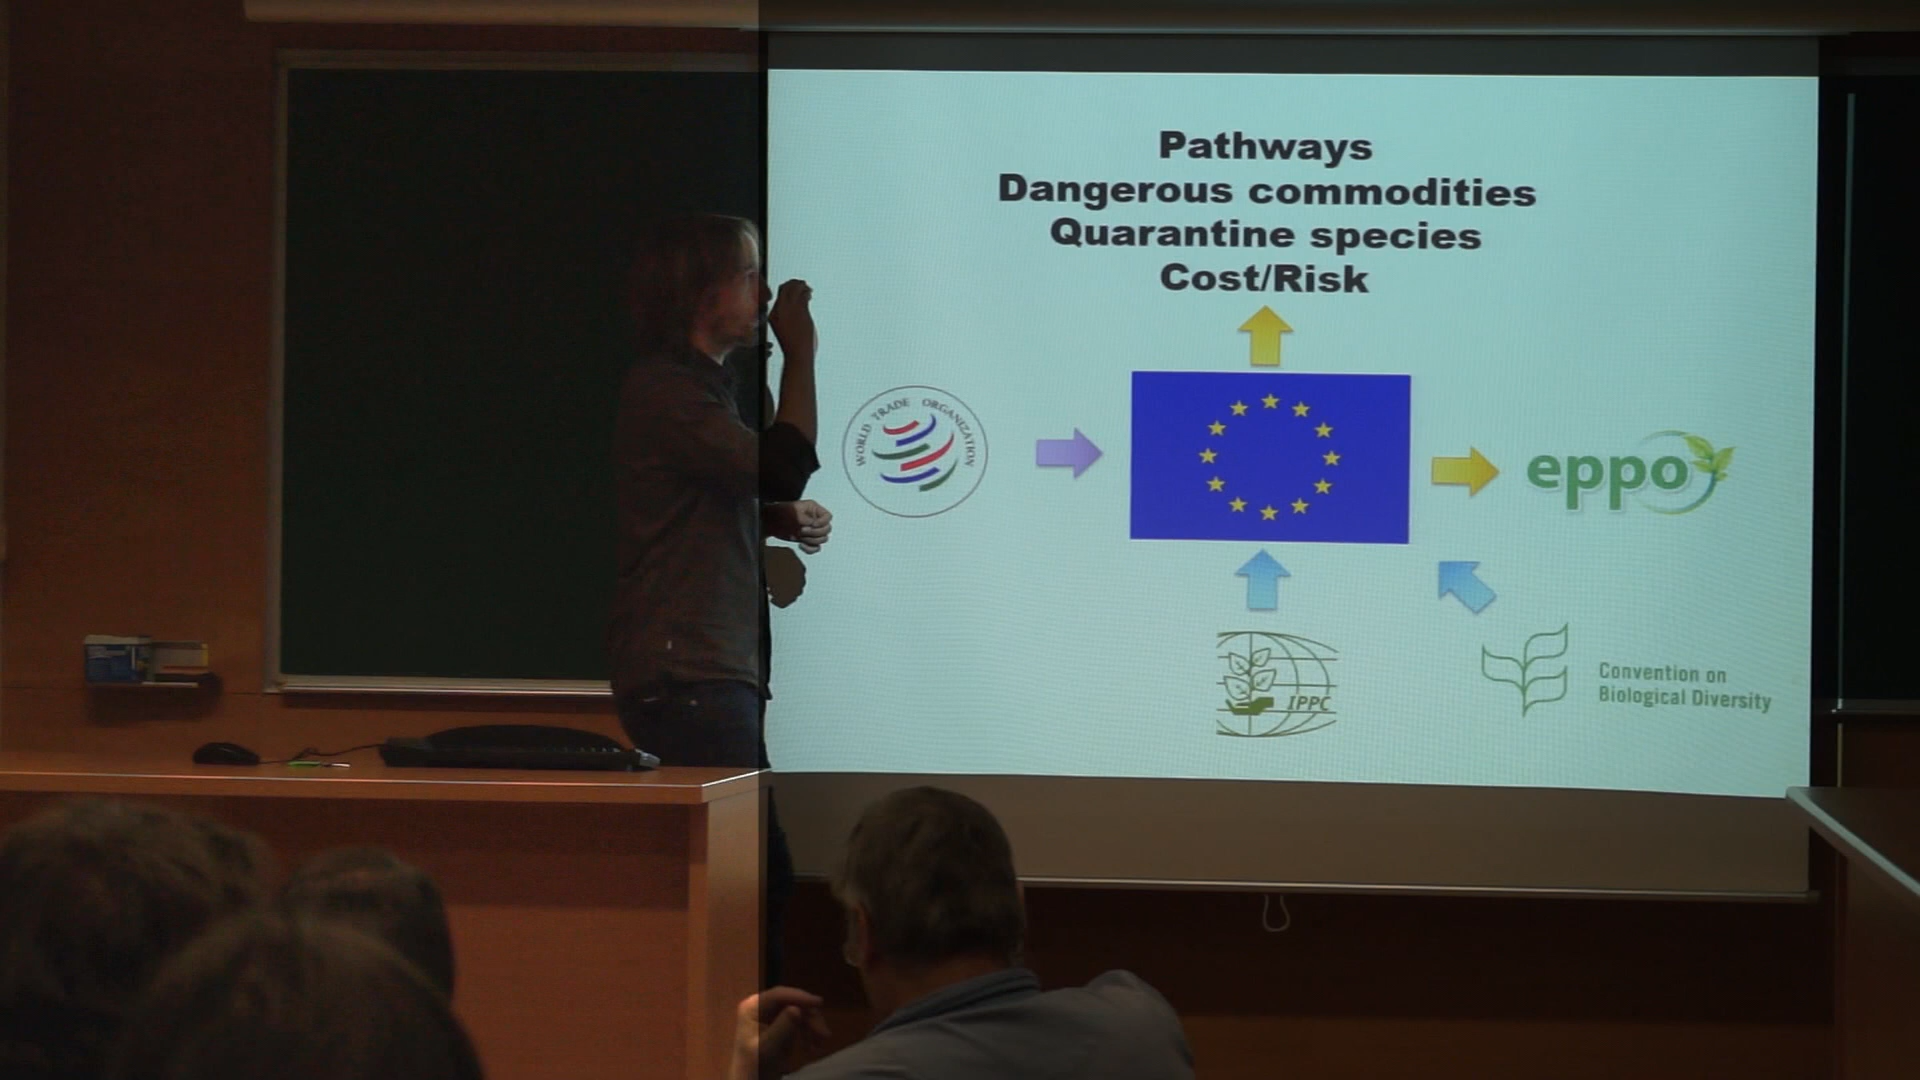 Pathways
Dangerous commodities
Quarantine species
Cost/Risk
WORLD TRADE ORGANIZATION
eppo
IPPC
Convention on
Biological Diversity